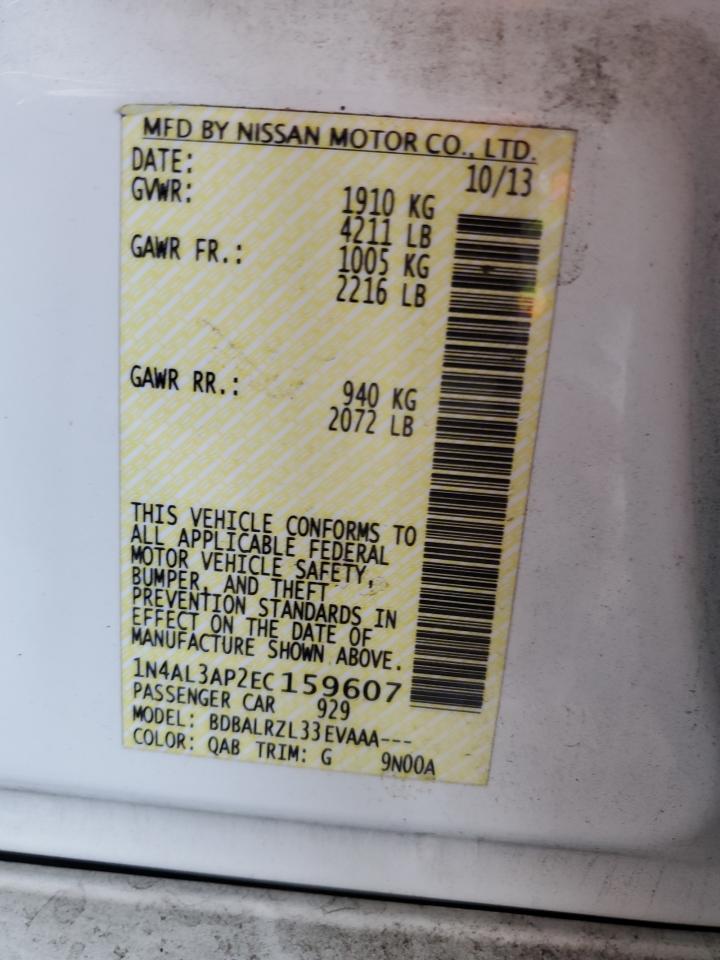 MFD BY NISSAN MOTOR CO., LTD.
DATE: 10/13
GVWR: 1910 KG
4211 LB
GAWR FR.: 1005 KG
2216 LB
GAWR RR.: 940 KG
2072 LB
THIS VEHICLE CONFORMS TO
ALL APPLICABLE FEDERAL
MOTOR VEHICLE SAFETY,
BUMPER, AND THEFT
PREVENTION STANDARDS IN
EFFECT ON THE DATE OF
MANUFACTURE SHOWN ABOVE.
1N4AL3AP2EC159607
PASSENGER CAR 929
MODEL: BDBALRZL33EVAAA---
COLOR: QAB TRIM: G 9N00A